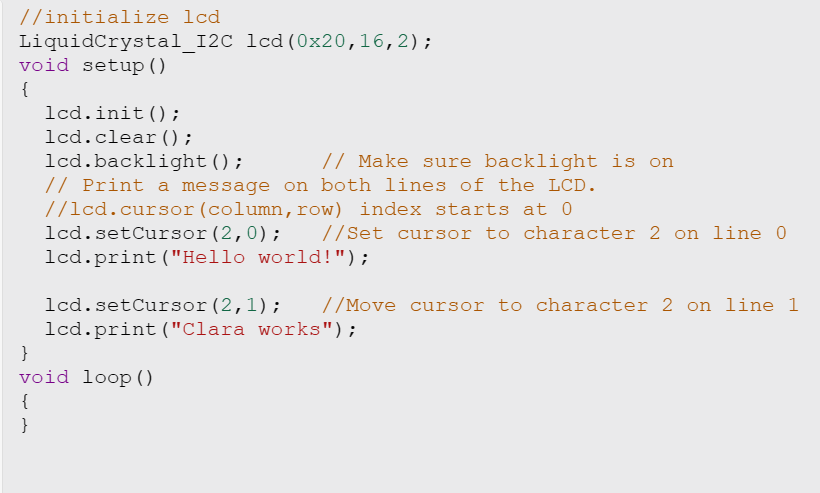 //initialize lcd
LiquidCrystal_I2C lcd(0x20,16,2);
void setup()
{
  lcd.init();
  lcd.clear();
  lcd.backlight();      // Make sure backlight is on
  // Print a message on both lines of the LCD.
  //lcd.cursor(column,row) index starts at 0
  lcd.setCursor(2,0);   //Set cursor to character 2 on line 0
  lcd.print("Hello world!");

  lcd.setCursor(2,1);   //Move cursor to character 2 on line 1
  lcd.print("Clara works");
}
void loop()
{
}